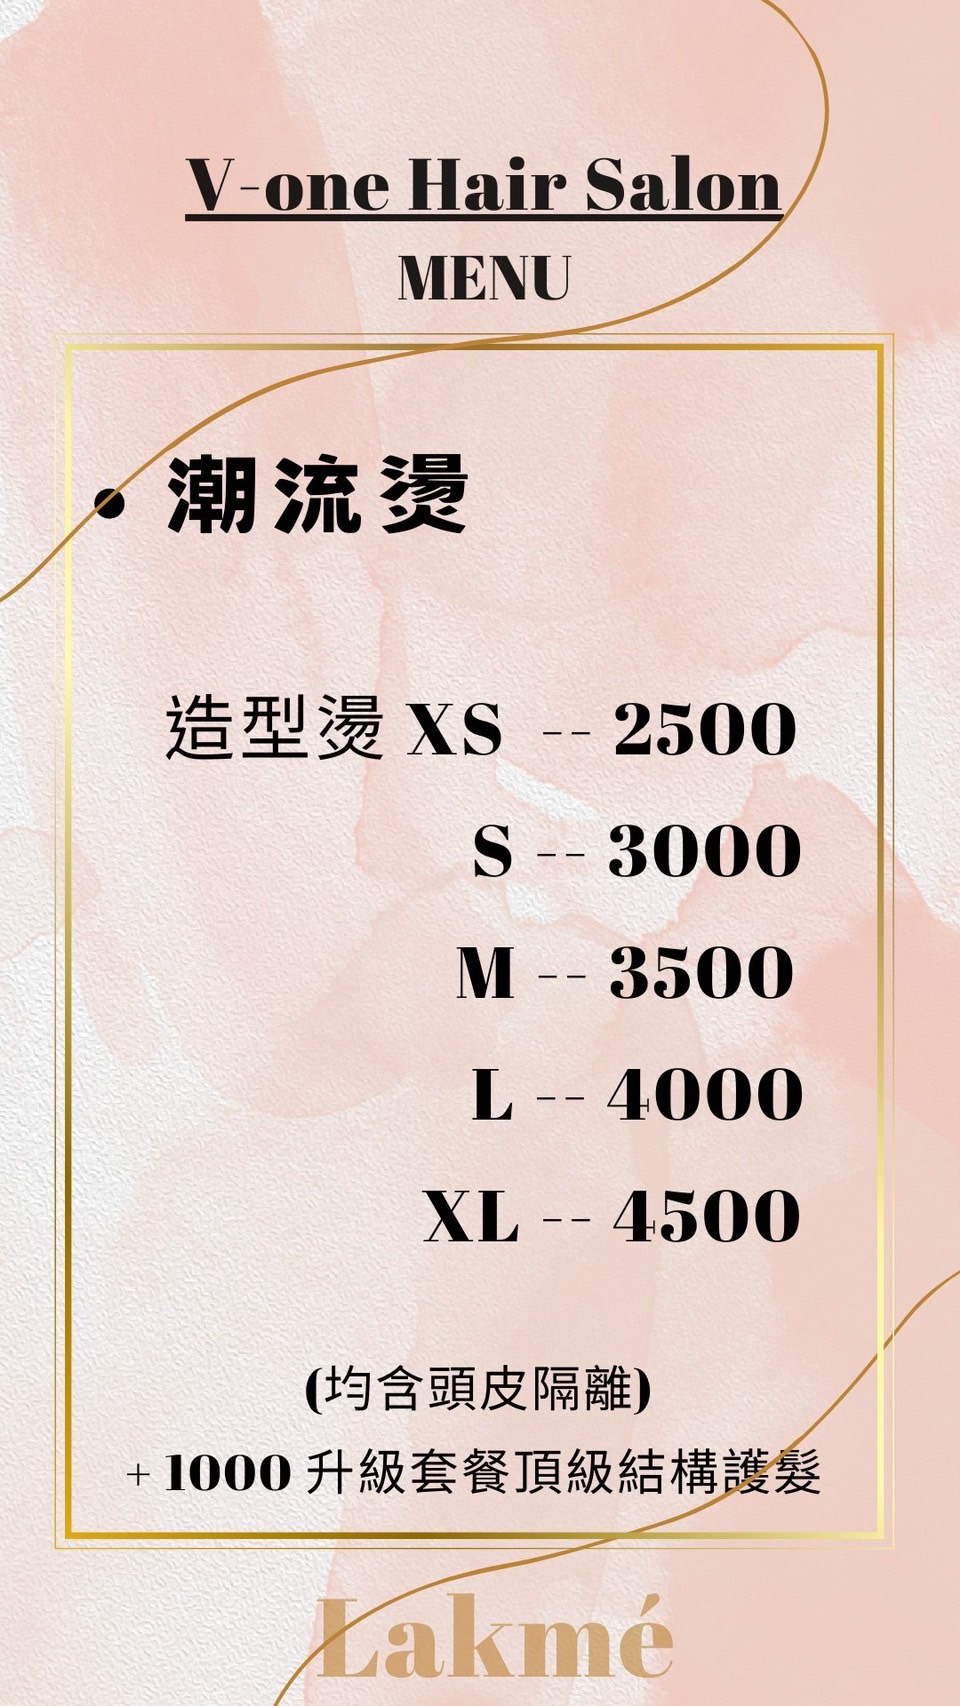 V-one Hair Salon
MENU
• 潮流燙
造型燙 XS -- 2500
S -- 3000
M -- 3500
L -- 4000
XL -- 4500
(均含頭皮隔離)
+ 1000 升級套餐頂級結構護髮
Lakmé